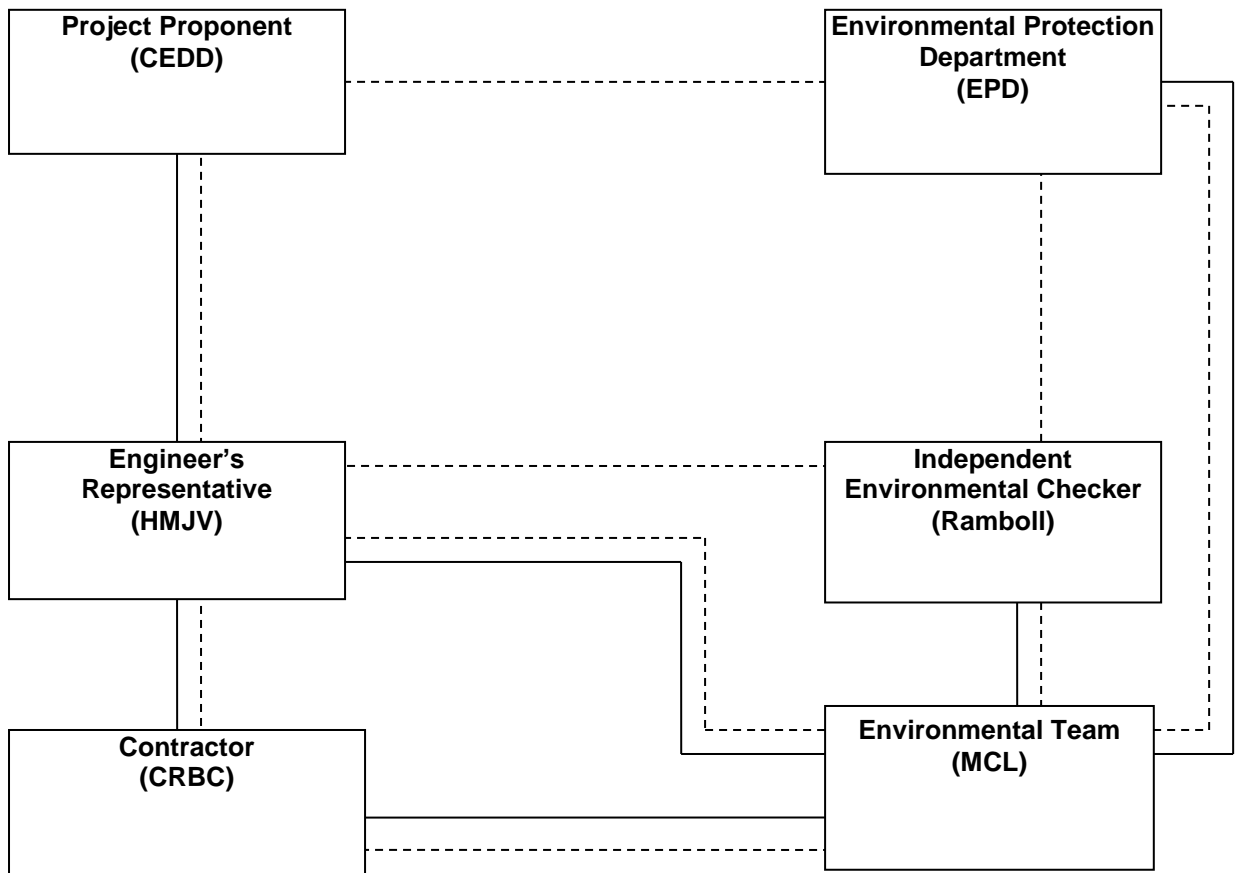 Project Proponent
(CEDD)
Environmental Protection
Department
(EPD)
Engineer’s
Representative
(HMJV)
Independent
Environmental Checker
(Ramboll)
Contractor
(CRBC)
Environmental Team
(MCL)